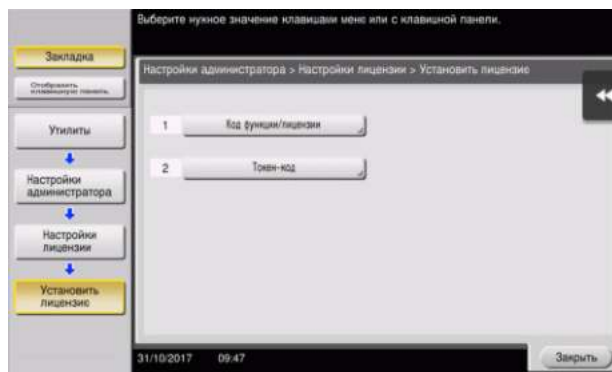 Выберите нужное значение клавишами меню или с клавишной панели.
Закладка
Отобразить
клавишную панель
Утилиты
Настройки
администратора
Настройки
лицензии
Установить
лицензию
Настройки администратора > Настройки лицензии > Установить лицензию
1 Код функции/лицензии
2 Токен-код
31/10/2017 09:47
Закрыть